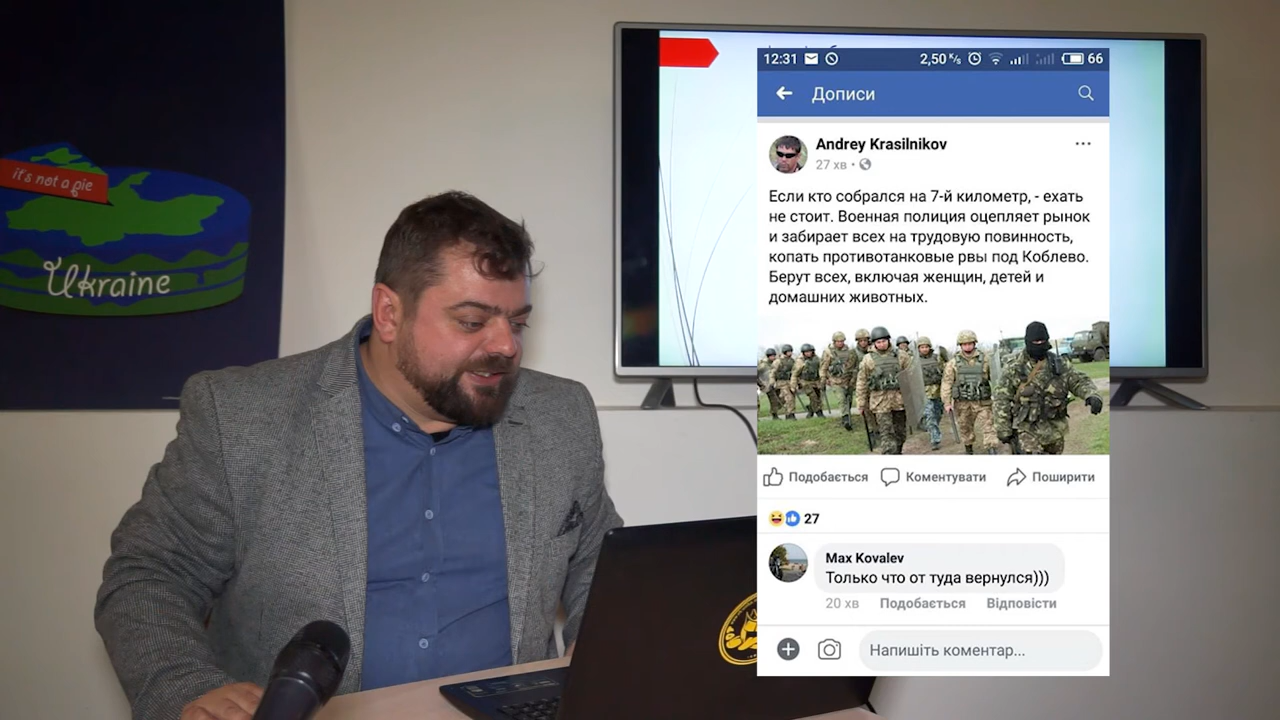 it's not a pie
Ukraine
12:31
2,50 K/s
66
Дописи
Andrey Krasilnikov
27 хв
Если кто собрался на 7-й километр, - ехать
не стоит. Военная полиция оцепляет рынок
и забирает всех на трудовую повинность,
копать противотанковые рвы под Коблево.
Берут всех, включая женщин, детей и
домашних животных.
Подобається Коментувати Поширити
27
Max Kovalev
Только что от туда вернулся)))
20 хв Подобається Відповісти
Напишіть коментар...